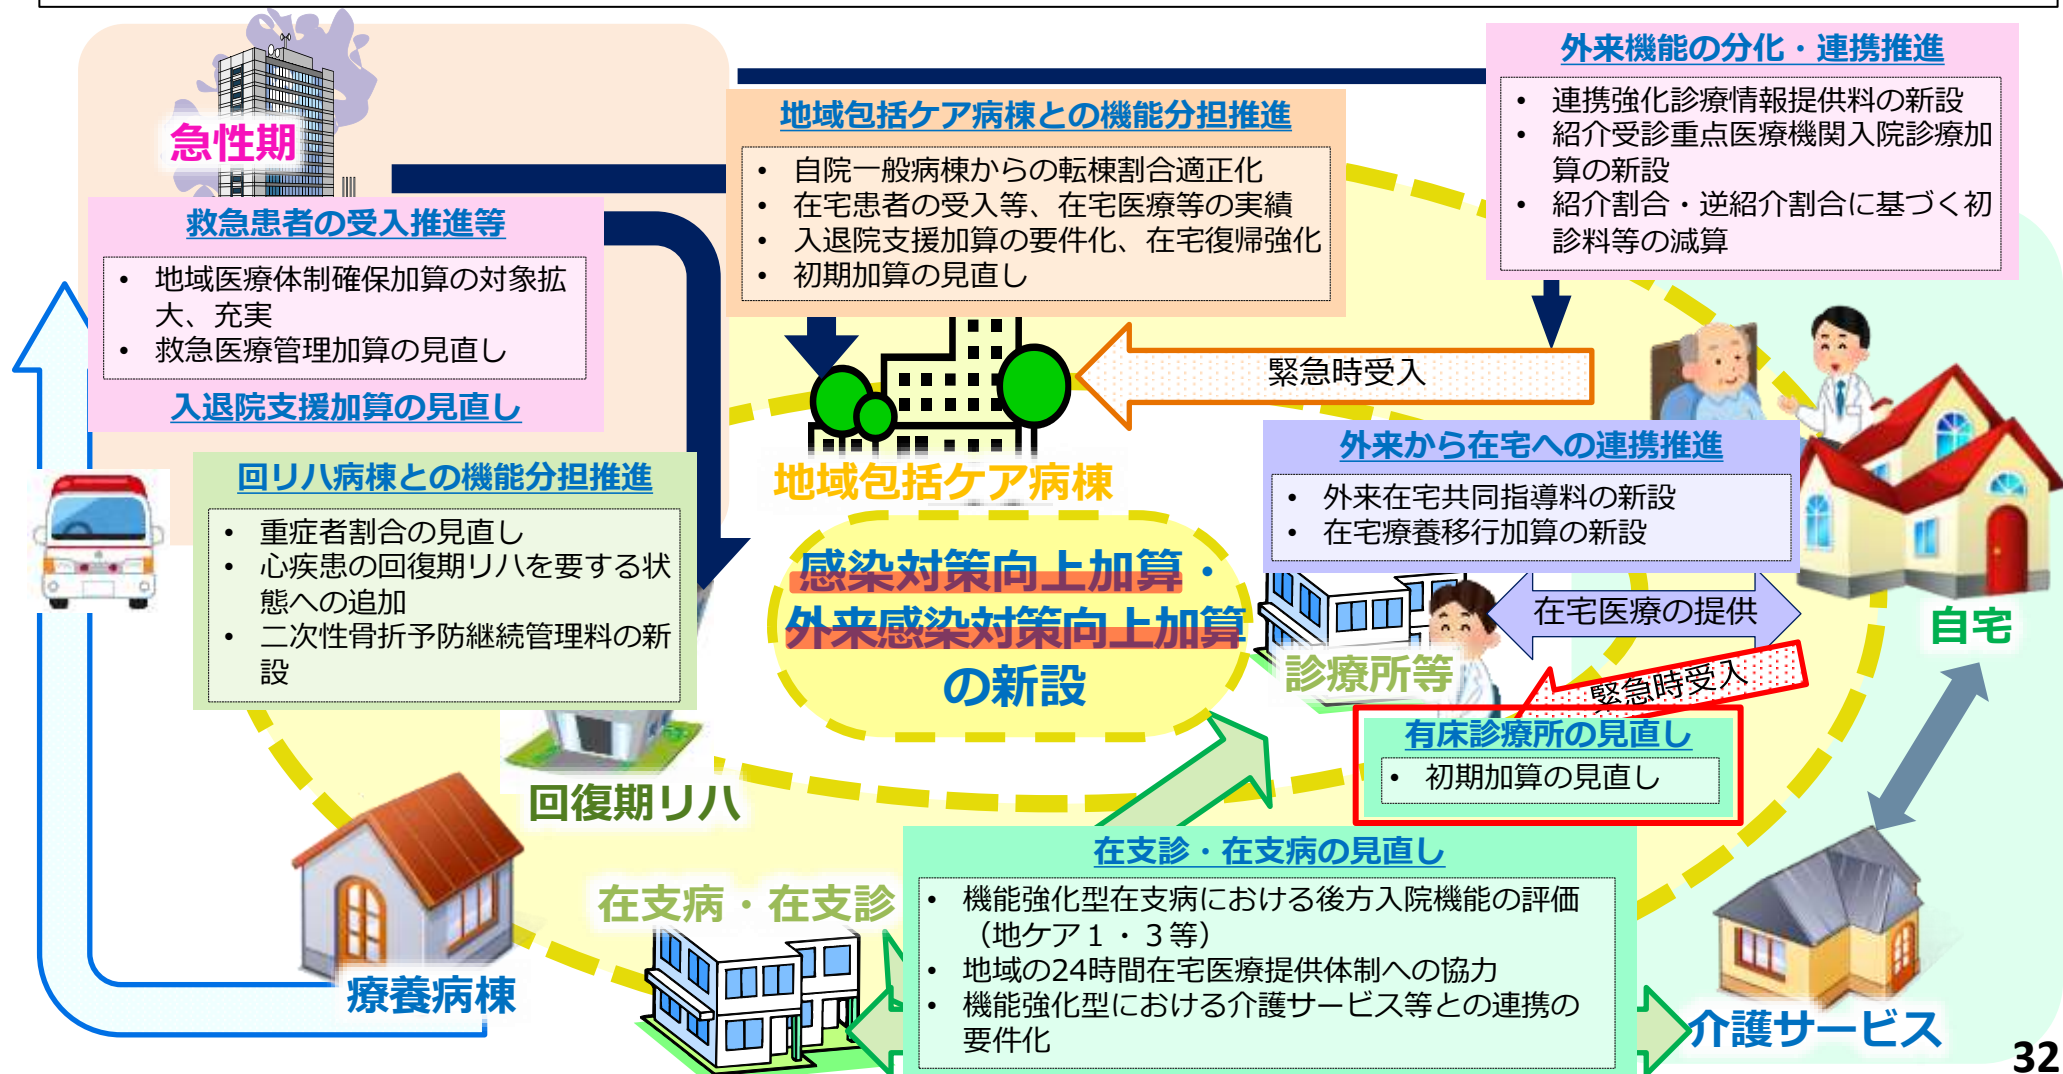 急性期
救急患者の受入推進等
• 地域医療体制確保加算の対象拡
大、充実
• 救急医療管理加算の見直し
入退院支援加算の見直し
地域包括ケア病棟との機能分担推進
• 自院一般病棟からの転棟割合適正化
• 在宅患者の受入等、在宅医療等の実績
• 入退院支援加算の要件化、在宅復帰強化
• 初期加算の見直し
外来機能の分化・連携推進
• 連携強化診療情報提供料の新設
• 紹介受診重点医療機関入院診療加
算の新設
• 紹介割合・逆紹介割合に基づく初
診料等の減算
緊急時受入
地域包括ケア病棟
回リハ病棟との機能分担推進
• 重症者割合の見直し
• 心疾患の回復期リハを要する状
態への追加
• 二次性骨折予防継続管理料の新
設
回復期リハ
感染対策向上加算・
外来感染対策向上加算
の新設
外来から在宅への連携推進
• 外来在宅共同指導料の新設
• 在宅療養移行加算の新設
在宅医療の提供
自宅
診療所等
緊急時受入
有床診療所の見直し
• 初期加算の見直し
在支診・在支病の見直し
• 機能強化型在支病における後方入院機能の評価
（地ケア１・３等）
• 地域の24時間在宅医療提供体制への協力
• 機能強化型における介護サービス等との連携の
要件化
在支病・在支診
療養病棟
介護サービス
32